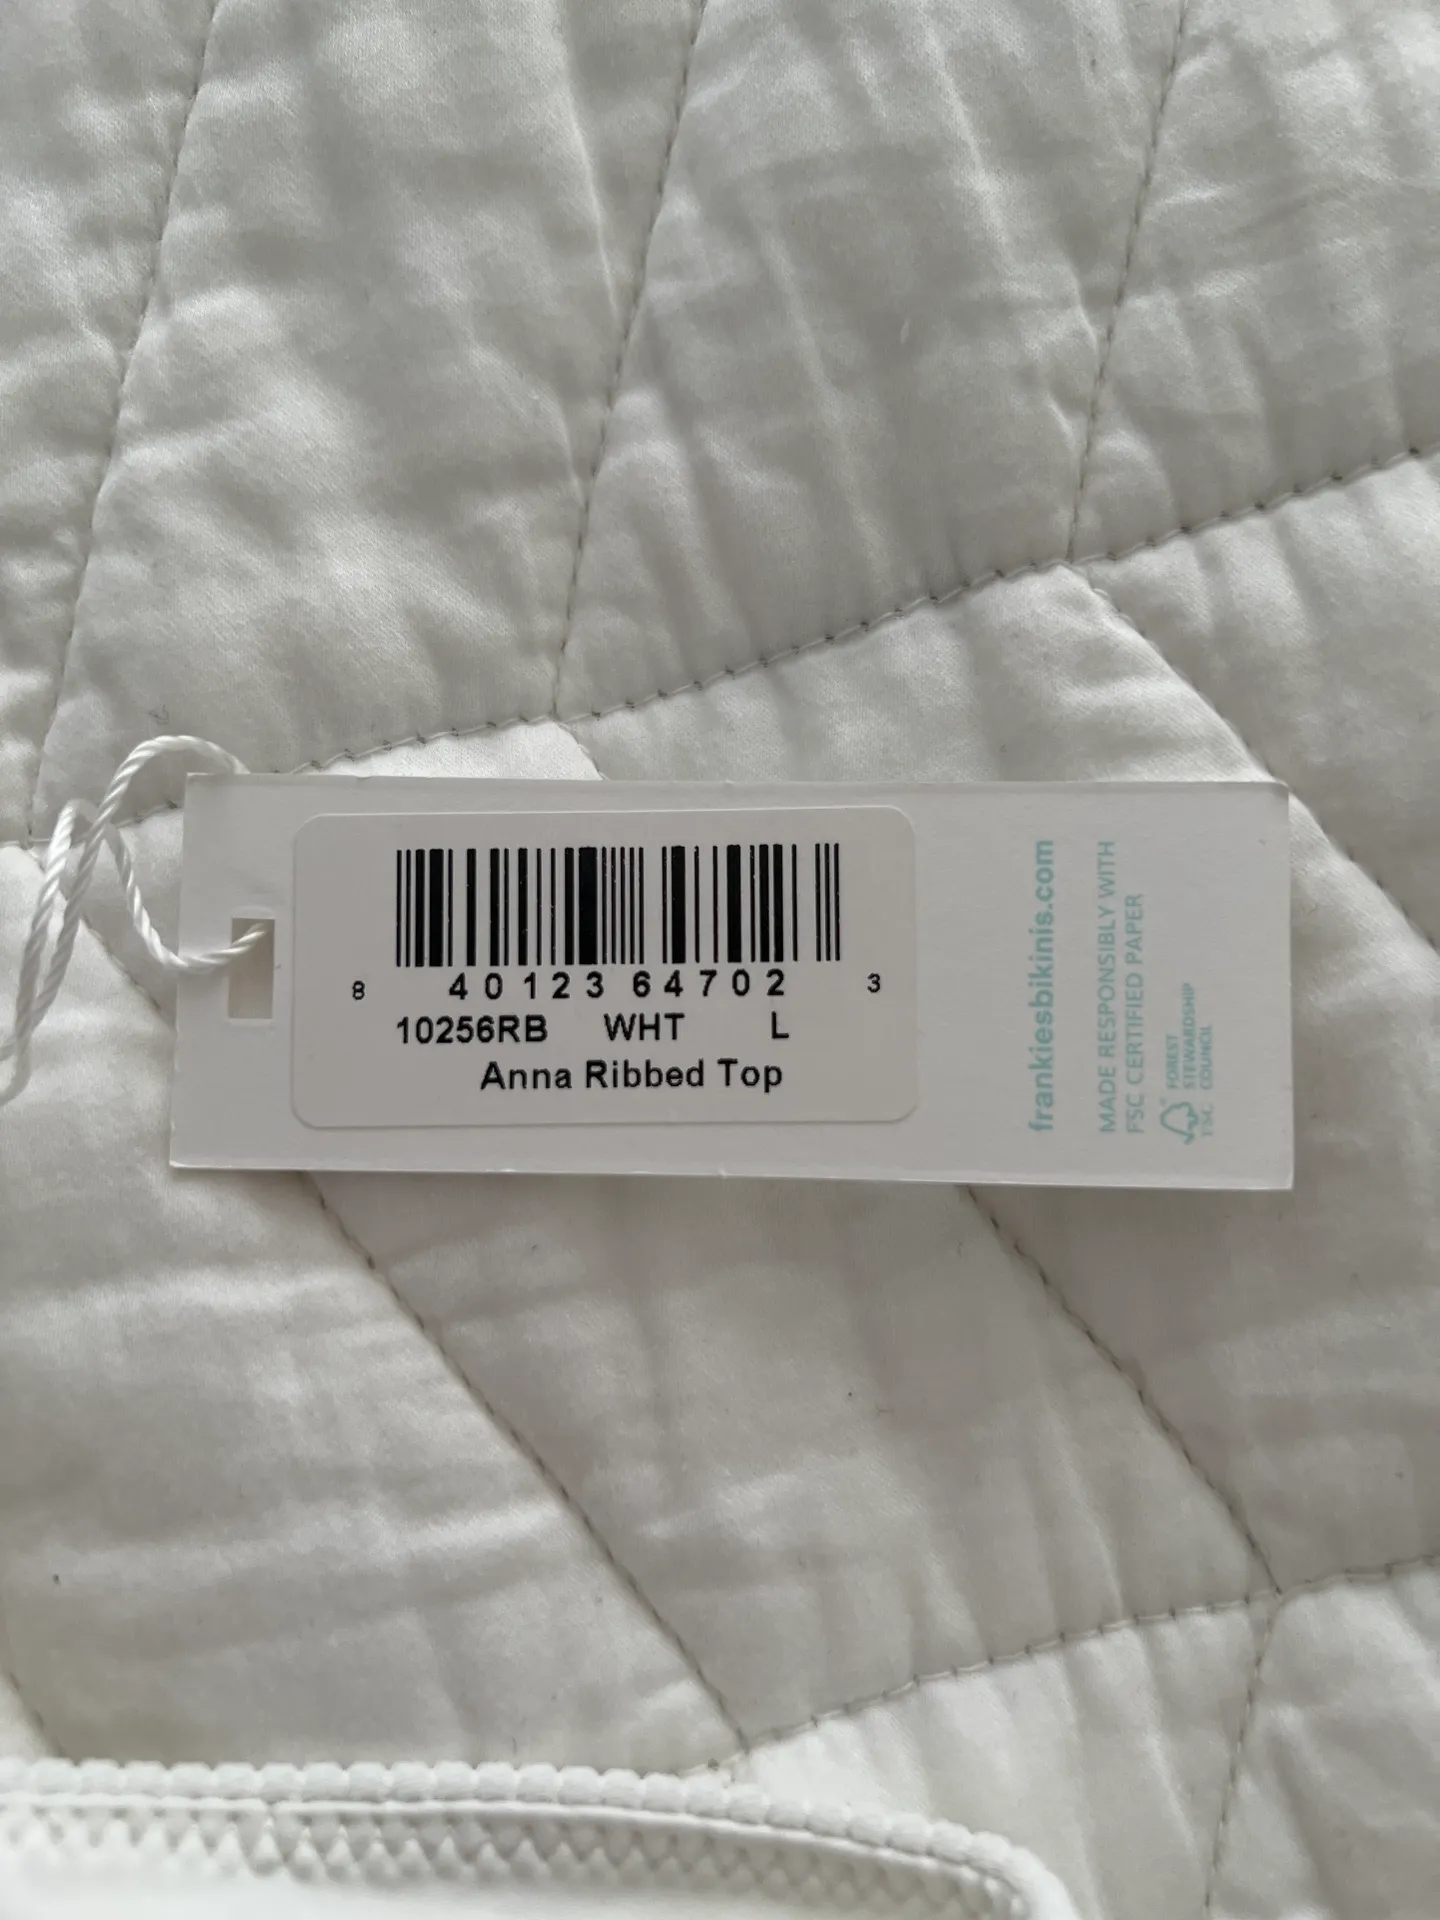 8 40123 64702 3
10256RB WHT L
Anna Ribbed Top
frankiesbikinis.com
MADE RESPONSIBLY WITH
FSC CERTIFIED PAPER
FSC
FOREST
STEWARDSHIP
COUNCIL